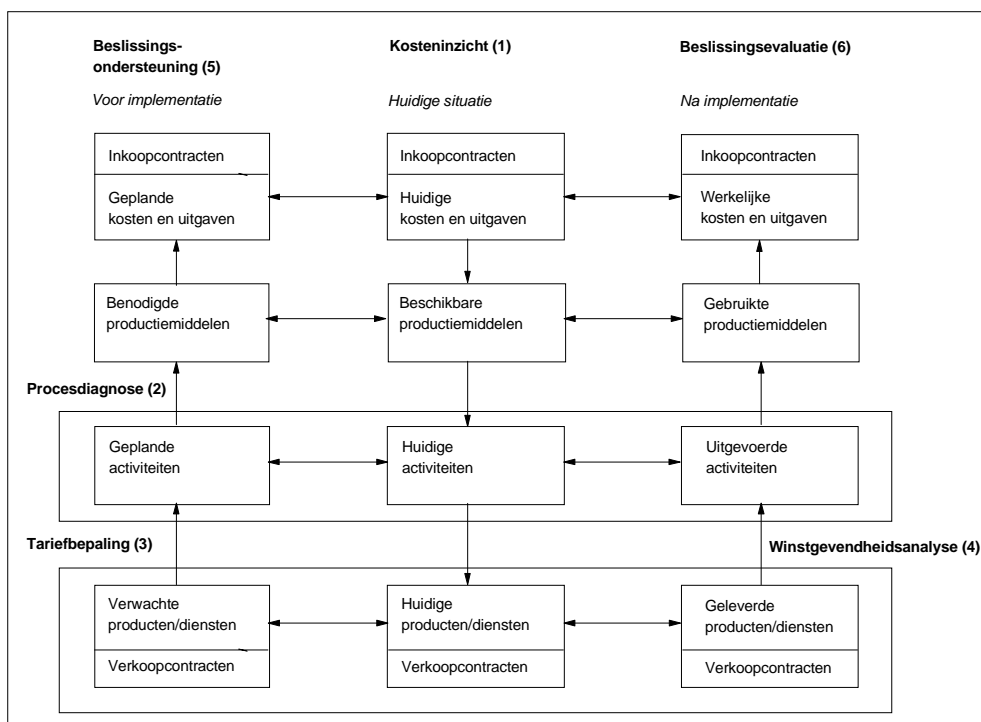 Beslissings-
ondersteuning (5)
Kosteninzicht (1)
Beslissingsevaluatie (6)
Voor implementatie
Huidige situatie
Na implementatie
Inkoopcontracten
Inkoopcontracten
Inkoopcontracten
Geplande
kosten en uitgaven
Huidige
kosten en uitgaven
Werkelijke
kosten en uitgaven
Benodigde
productiemiddelen
Beschikbare
productiemiddelen
Gebruikte
productiemiddelen
Procesdiagnose (2)
Geplande
activiteiten
Huidige
activiteiten
Uitgevoerde
activiteiten
Tariefbepaling (3)
Winstgevendheidsanalyse (4)
Verwachte
producten/diensten
Huidige
producten/diensten
Geleverde
producten/diensten
Verkoopcontracten
Verkoopcontracten
Verkoopcontracten